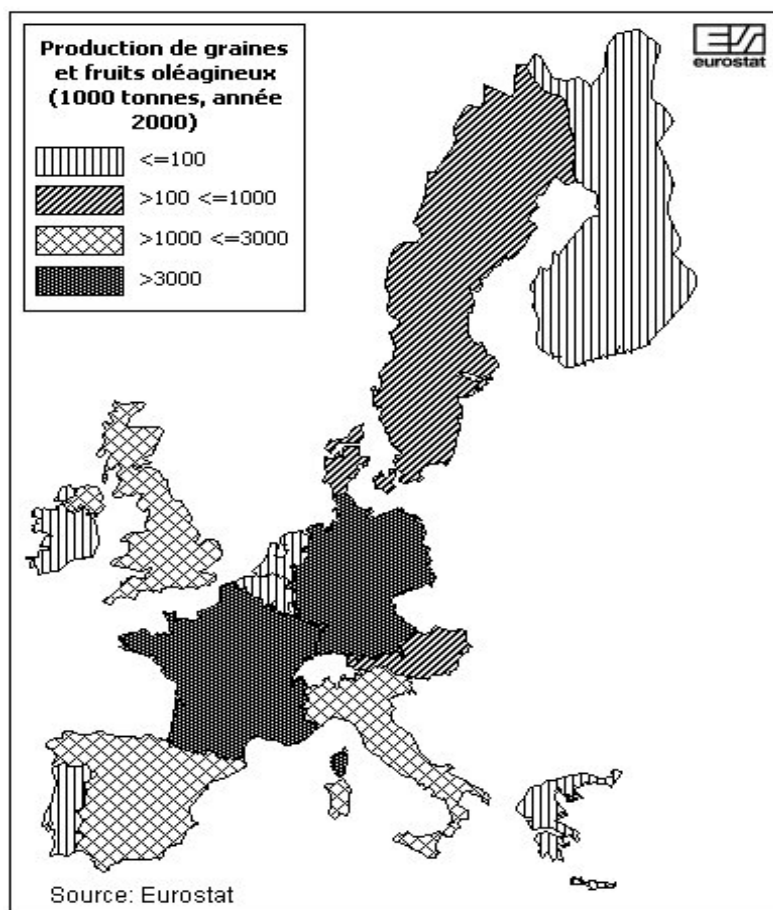 Production de graines
et fruits oléagineux
(1000 tonnes, année
2000)
<=100
>100 <=1000
>1000 <=3000
>3000
eurostat
Source: Eurostat